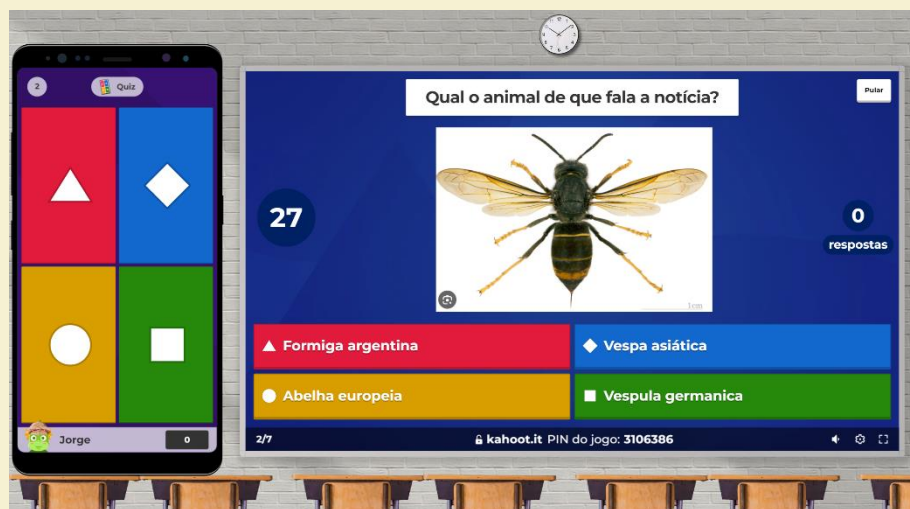 2
Quiz
Jorge
0
Qual o animal de que fala a notícia?
Pular
27
0
respostas
1cm
Formiga argentina
Vespa asiática
Abelha europeia
Vespula germanica
2/7
kahoot.it PIN do jogo: 3106386